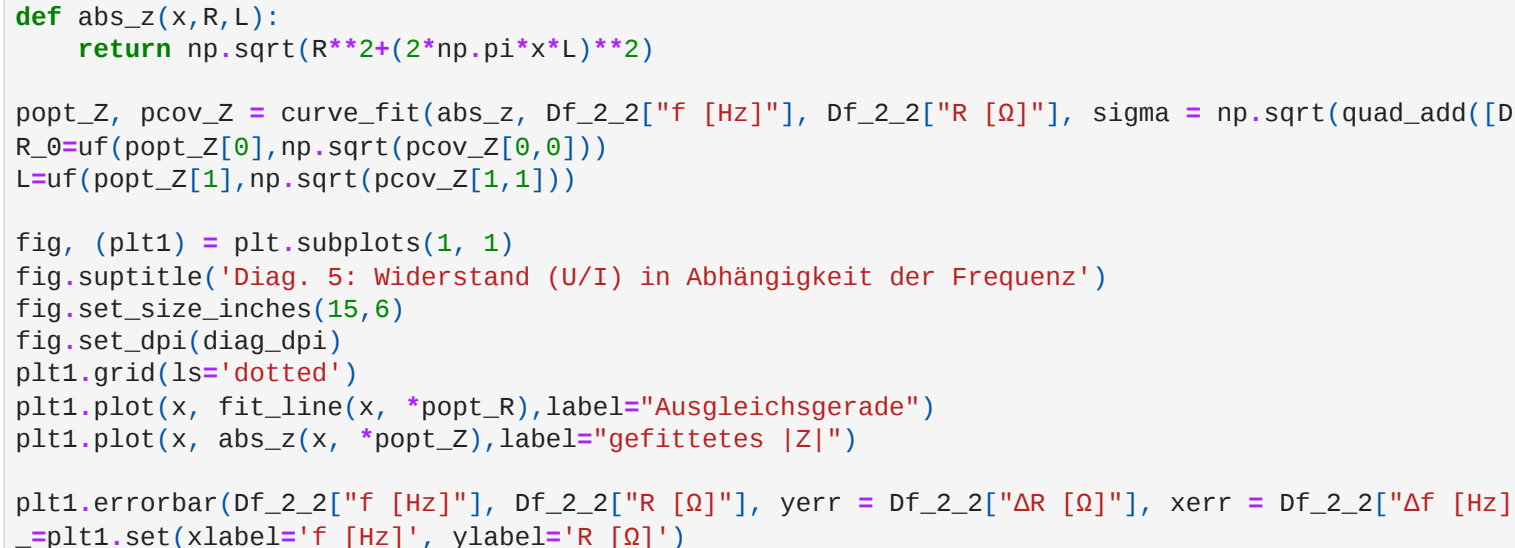 def abs_z(x,R,L):
    return np.sqrt(R**2+(2*np.pi*x*L)**2)
popt_Z, pcov_Z = curve_fit(abs_z, Df_2_2["f [Hz]"], Df_2_2["R [Ω]"], sigma = np.sqrt(quad_add([D
R_0=uf(popt_Z[0],np.sqrt(pcov_Z[0,0]))
L=uf(popt_Z[1],np.sqrt(pcov_Z[1,1]))
fig, (plt1) = plt.subplots(1, 1)
fig.suptitle('Diag. 5: Widerstand (U/I) in Abhängigkeit der Frequenz')
fig.set_size_inches(15,6)
fig.set_dpi(diag_dpi)
plt1.grid(ls='dotted')
plt1.plot(x, fit_line(x, *popt_R),label="Ausgleichsgerade")
plt1.plot(x, abs_z(x, *popt_Z),label="gefittetes |Z|")
plt1.errorbar(Df_2_2["f [Hz]"], Df_2_2["R [Ω]"], yerr = Df_2_2["ΔR [Ω]"], xerr = Df_2_2["Δf [Hz]
_=plt1.set(xlabel='f [Hz]', ylabel='R [Ω]')